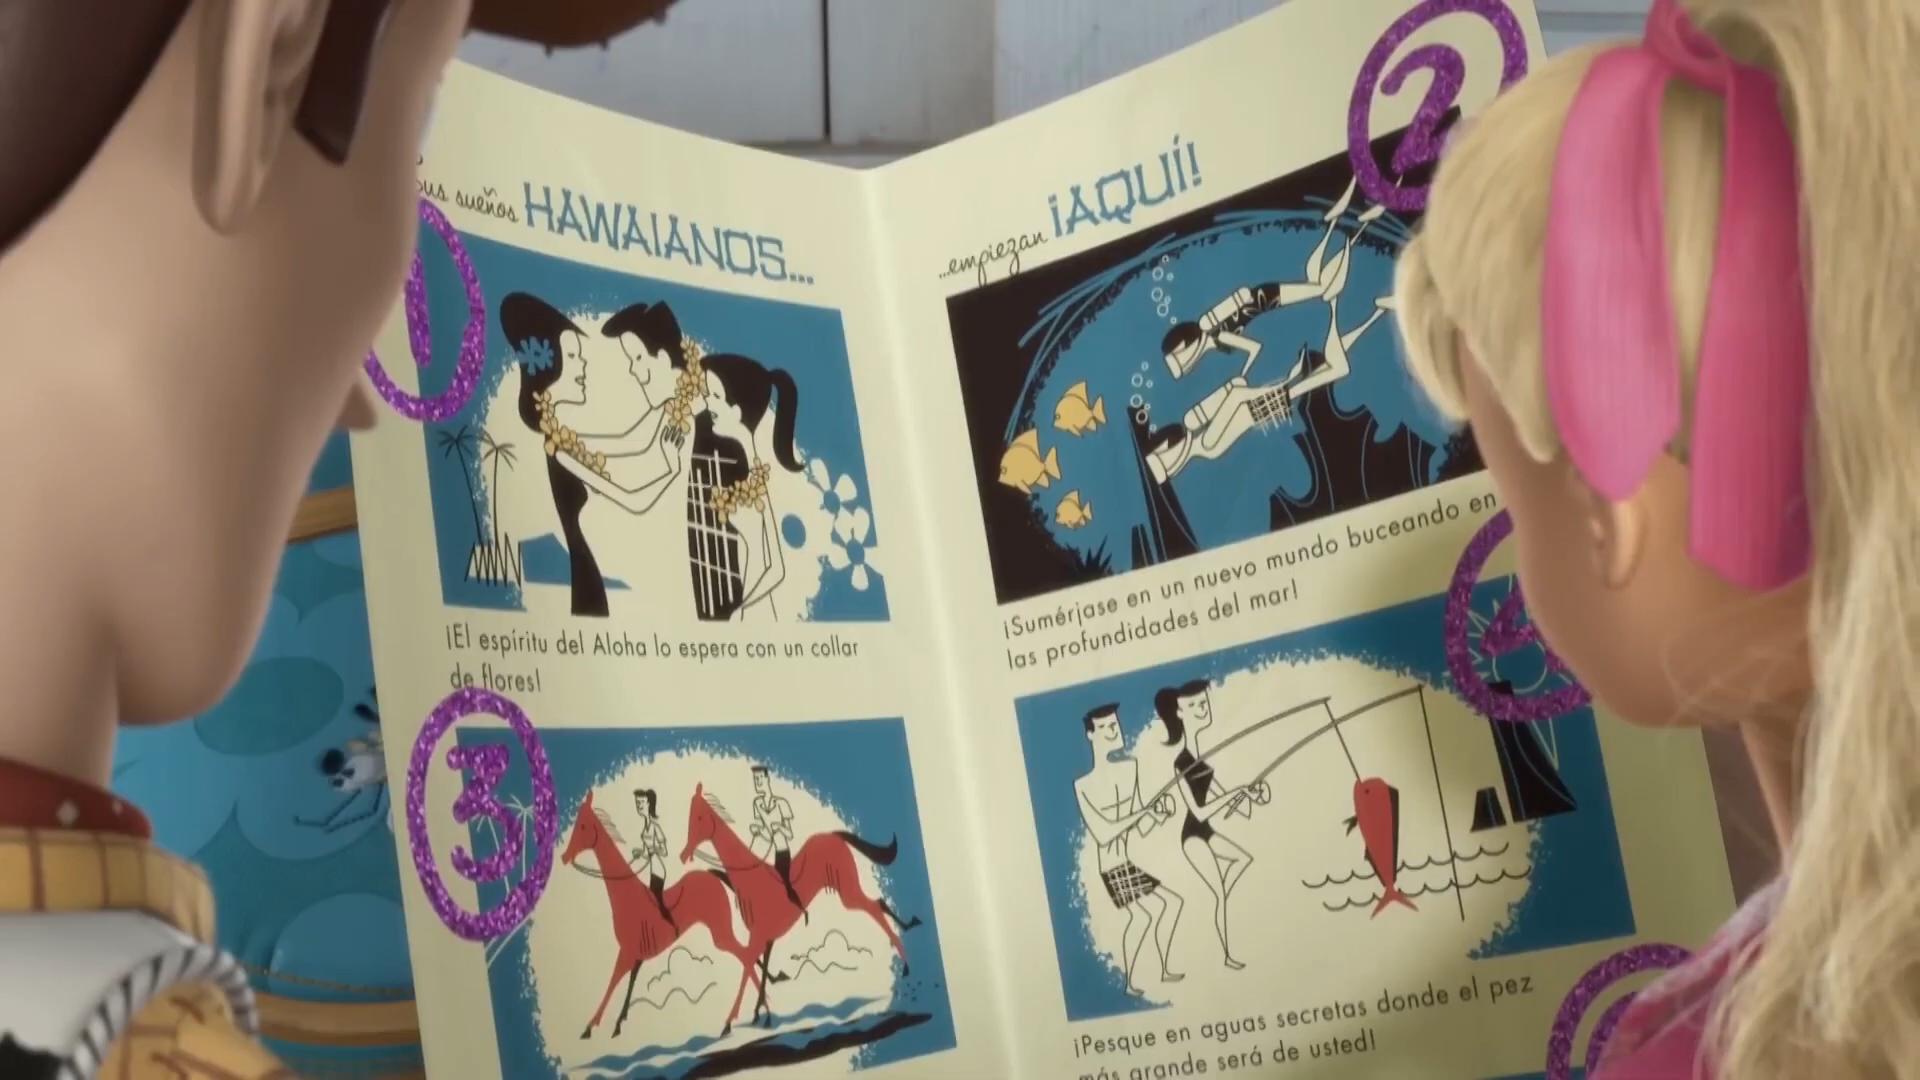 sus sueños HAWAIANOS...
1
¡El espíritu del Aloha lo espera con un collar
de flores!
3
...empiezan ¡AQUÍ!
2
¡Sumérjase en un nuevo mundo buceando en
las profundidades del mar!
4
¡Pesque en aguas secretas donde el pez
más grande será de usted!